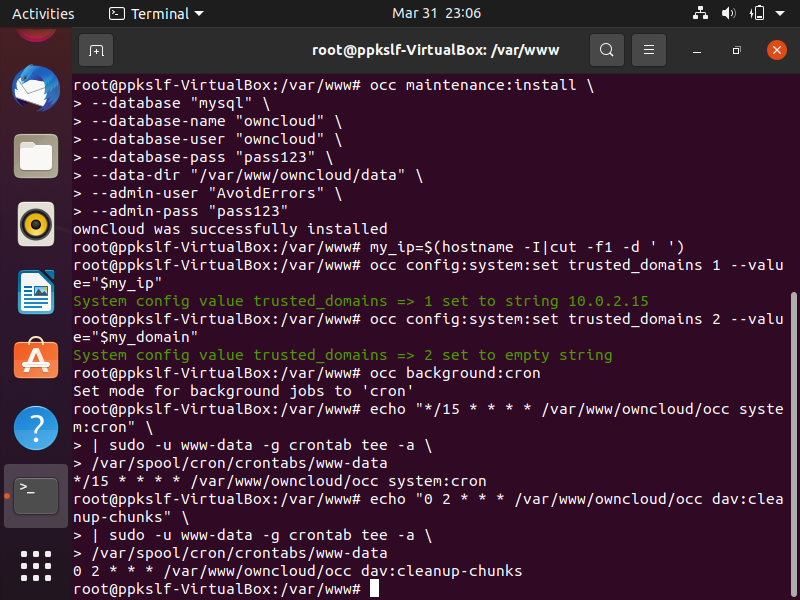 Activities
Terminal
Mar 31 23:06
root@ppkslf-VirtualBox: /var/www
root@ppkslf-VirtualBox:/var/www# occ maintenance:install \
> --database "mysql" \
> --database-name "owncloud" \
> --database-user "owncloud" \
> --database-pass "pass123" \
> --data-dir "/var/www/owncloud/data" \
> --admin-user "AvoidErrors" \
> --admin-pass "pass123"
ownCloud was successfully installed
root@ppkslf-VirtualBox:/var/www# my_ip=$(hostname -I|cut -f1 -d ' ')
root@ppkslf-VirtualBox:/var/www# occ config:system:set trusted_domains 1 --valu
e="$my_ip"
System config value trusted_domains => 1 set to string 10.0.2.15
root@ppkslf-VirtualBox:/var/www# occ config:system:set trusted_domains 2 --valu
e="$my_domain"
System config value trusted_domains => 2 set to empty string
root@ppkslf-VirtualBox:/var/www# occ background:cron
Set mode for background jobs to 'cron'
root@ppkslf-VirtualBox:/var/www# echo "*/15 * * * * /var/www/owncloud/occ syste
m:cron" \
> | sudo -u www-data -g crontab tee -a \
> /var/spool/cron/crontabs/www-data
*/15 * * * * /var/www/owncloud/occ system:cron
root@ppkslf-VirtualBox:/var/www# echo "0 2 * * * /var/www/owncloud/occ dav:clea
nup-chunks" \
> | sudo -u www-data -g crontab tee -a \
> /var/spool/cron/crontabs/www-data
0 2 * * * /var/www/owncloud/occ dav:cleanup-chunks
root@ppkslf-VirtualBox:/var/www#